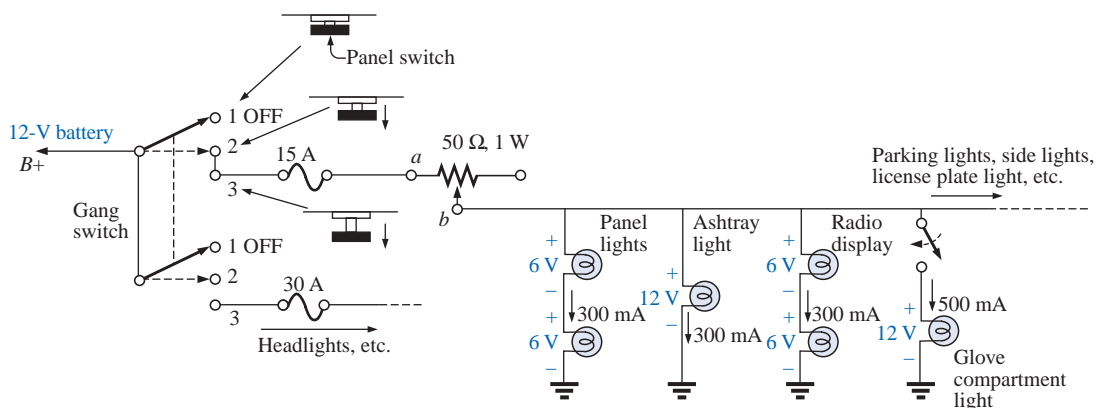 Panel switch
1 OFF
12-V battery
B+
2
15 A
a
50 Ω, 1 W
3
b
Parking lights, side lights,
license plate light, etc.
Gang
switch
1 OFF
2
30 A
3
Headlights, etc.
Panel
lights
+
6 V
–
300 mA
+
6 V
–
Ashtray
light
+
12 V
–
300 mA
Radio
display
+
6 V
–
300 mA
+
6 V
–
+
500 mA
12 V
–
Glove
compartment
light